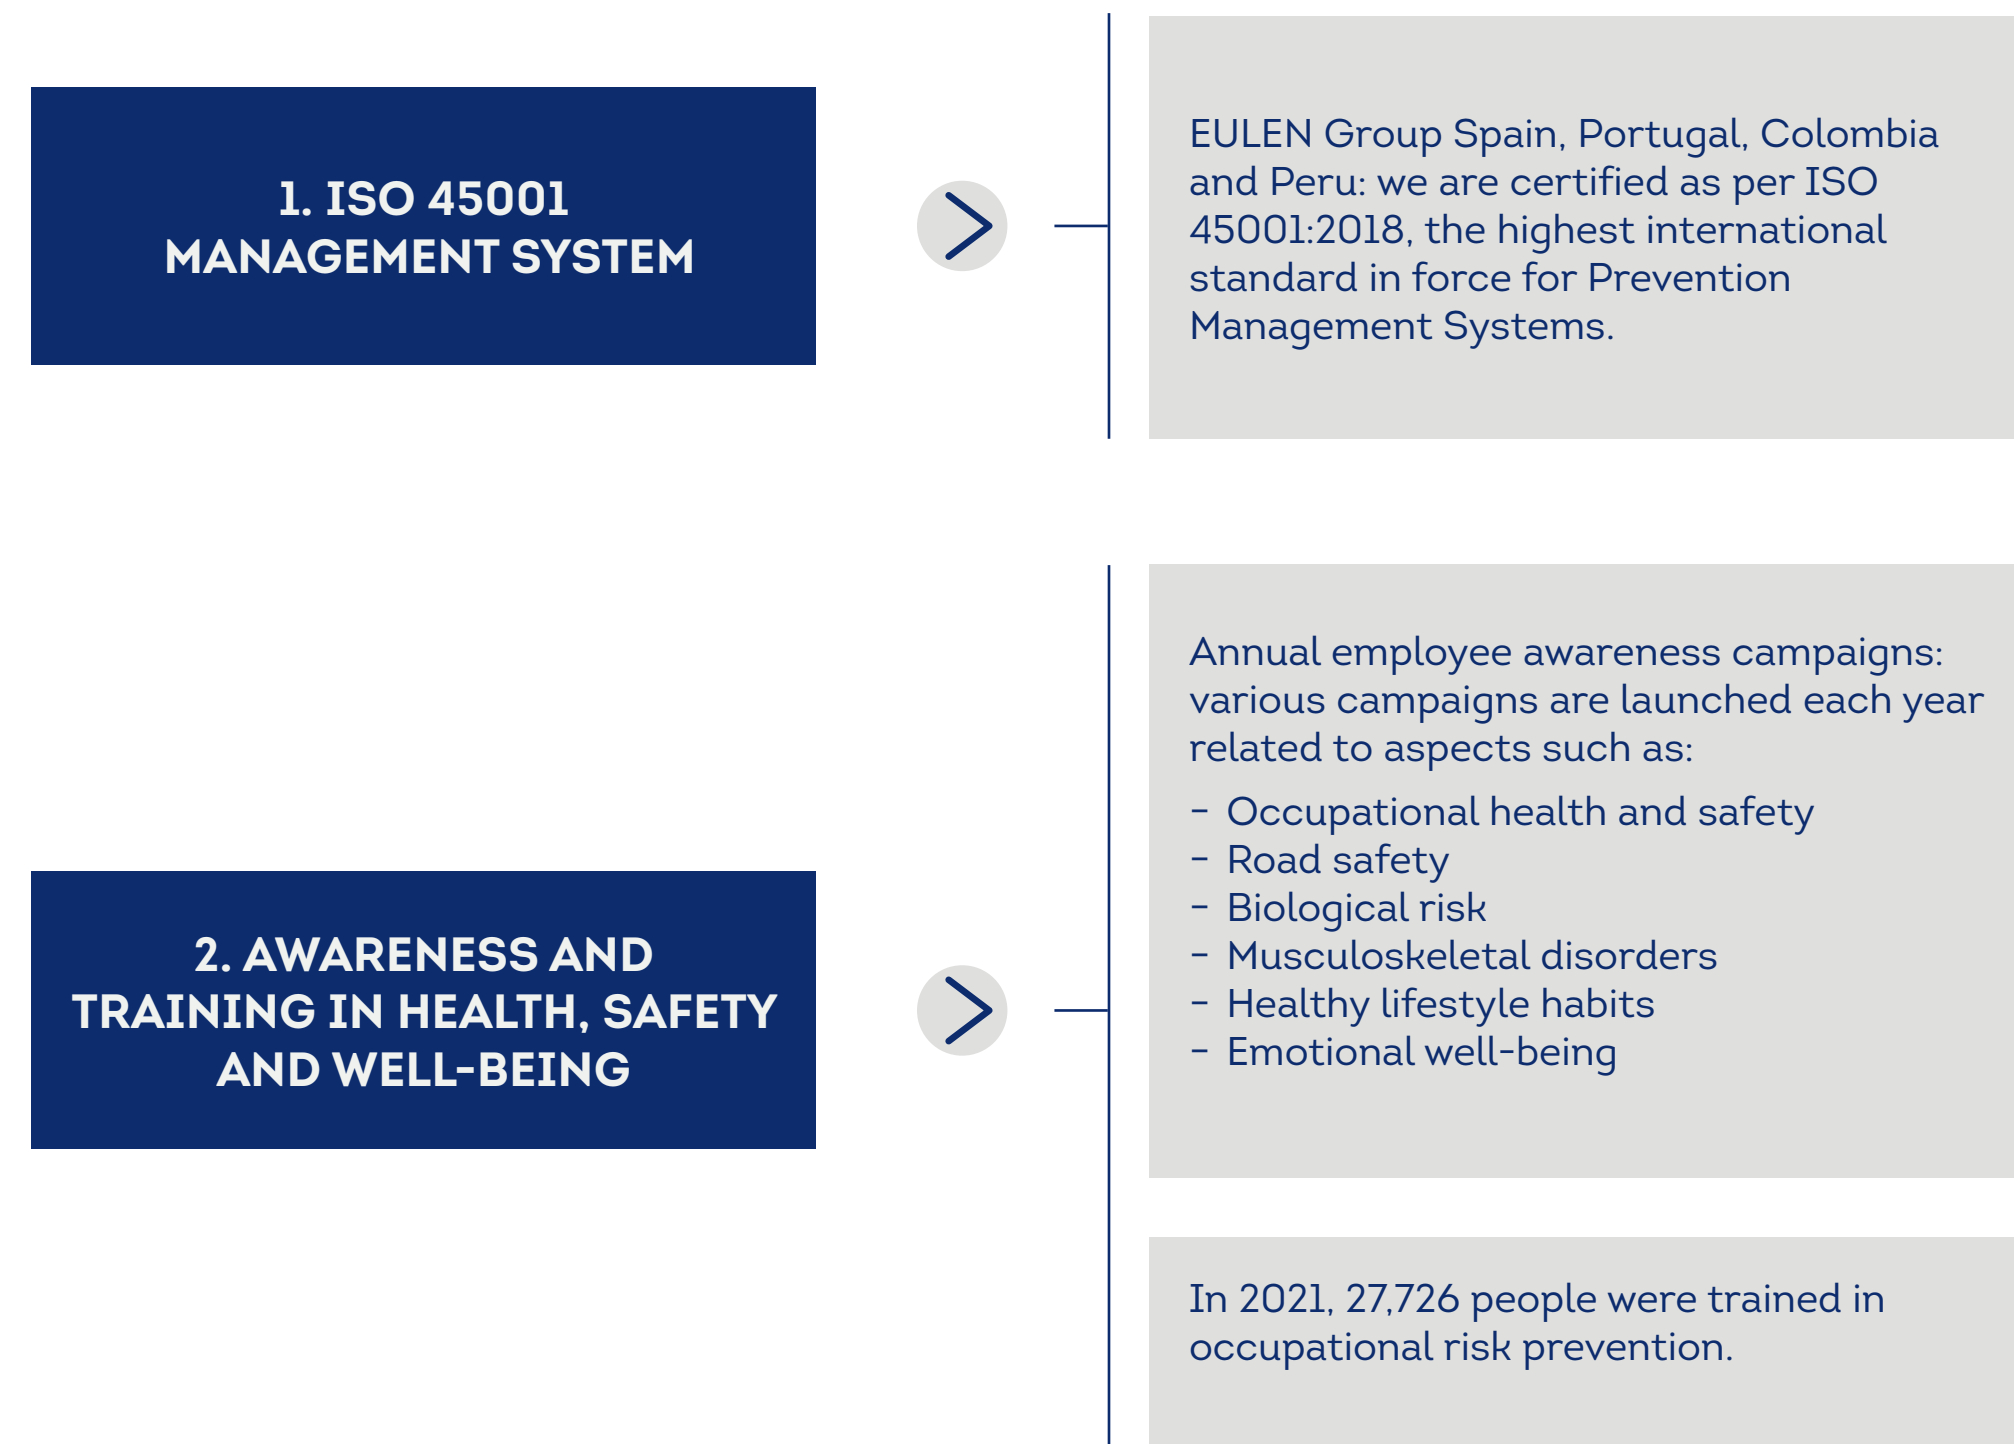 1. ISO 45001
MANAGEMENT SYSTEM
EULEN Group Spain, Portugal, Colombia
and Peru: we are certified as per ISO
45001:2018, the highest international
standard in force for Prevention
Management Systems.
2. AWARENESS AND
TRAINING IN HEALTH, SAFETY
AND WELL-BEING
Annual employee awareness campaigns:
various campaigns are launched each year
related to aspects such as:
- Occupational health and safety
- Road safety
- Biological risk
- Musculoskeletal disorders
- Healthy lifestyle habits
- Emotional well-being
In 2021, 27,726 people were trained in
occupational risk prevention.